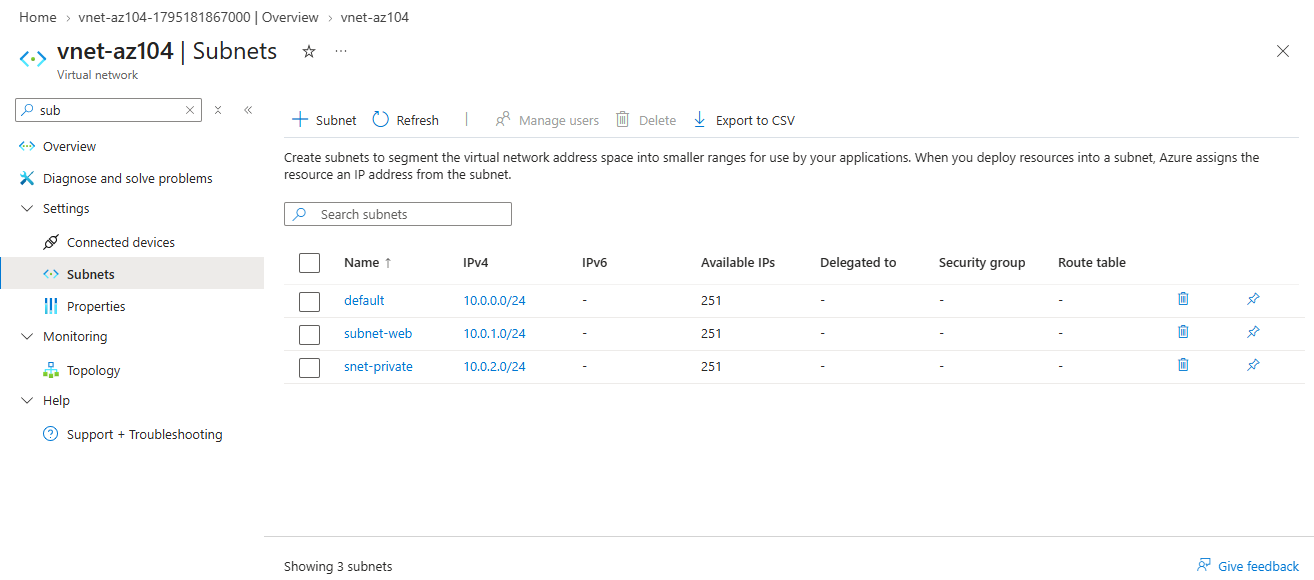 Home > vnet-az104-1795181867000 | Overview > vnet-az104
vnet-az104 | Subnets ☆ ...
Virtual network
sub
Overview
Diagnose and solve problems
Settings
Connected devices
Subnets
Properties
Monitoring
Topology
Help
Support + Troubleshooting
+ Subnet Refresh | Manage users Delete Export to CSV
Create subnets to segment the virtual network address space into smaller ranges for use by your applications. When you deploy resources into a subnet, Azure assigns the
resource an IP address from the subnet.
Search subnets
Name ↑ IPv4 IPv6 Available IPs Delegated to Security group Route table
default 10.0.0.0/24 - 251 - - -
subnet-web 10.0.1.0/24 - 251 - - -
snet-private 10.0.2.0/24 - 251 - - -
Showing 3 subnets
Give feedback